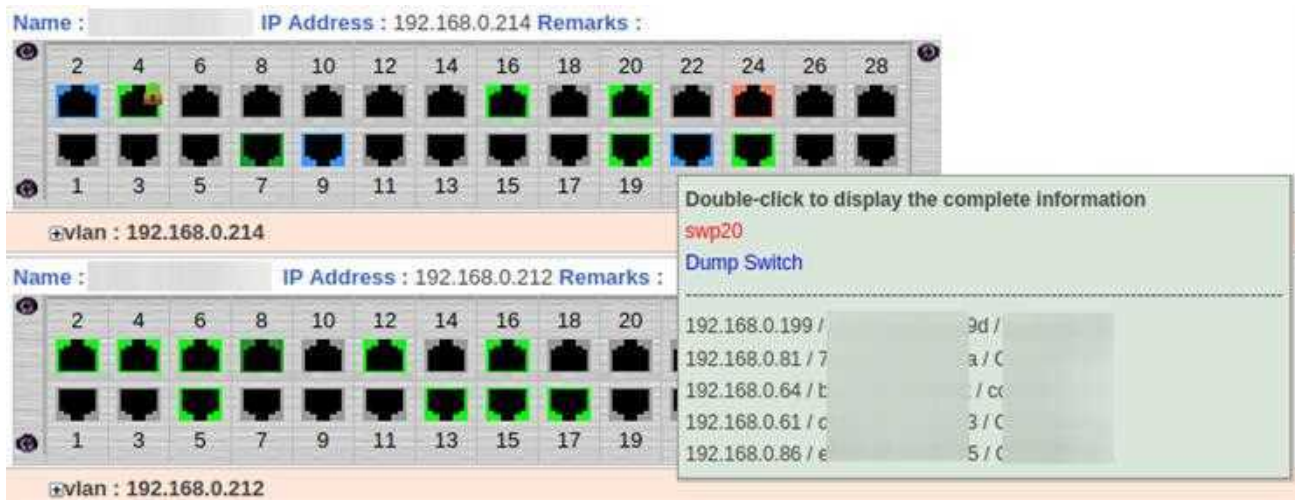 Name : IP Address : 192.168.0.214 Remarks :
2 4 6 8 10 12 14 16 18 20 22 24 26 28
1 3 5 7 9 11 13 15 17 19
vlan : 192.168.0.214
Name : IP Address : 192.168.0.212 Remarks :
2 4 6 8 10 12 14 16 18 20
1 3 5 7 9 11 13 15 17 19
vlan : 192.168.0.212
Double-click to display the complete information
swp20
Dump Switch
192.168.0.199 / 9d /
192.168.0.81 / 7 a /
192.168.0.64 / /
192.168.0.61 / 3 /
192.168.0.86 / 5 /